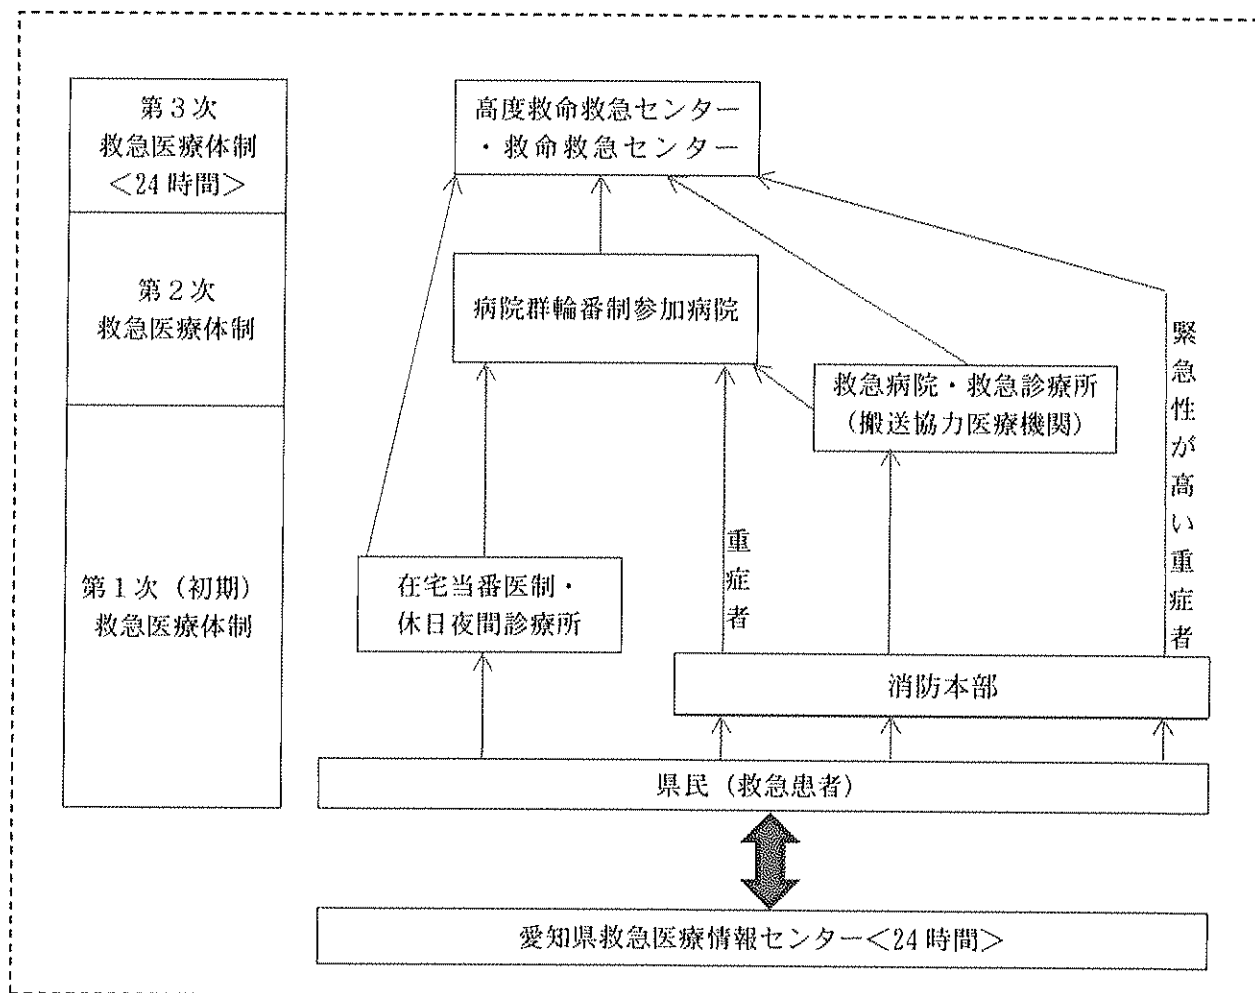 第３次
救急医療体制
＜24時間＞
第２次
救急医療体制
第１次（初期）
救急医療体制
高度救命救急センター
・救命救急センター
病院群輪番制参加病院
救急病院・救急診療所
（搬送協力医療機関）
緊急性が高い重症者
重症者
在宅当番医制・
休日夜間診療所
消防本部
県民（救急患者）
愛知県救急医療情報センター＜24時間＞